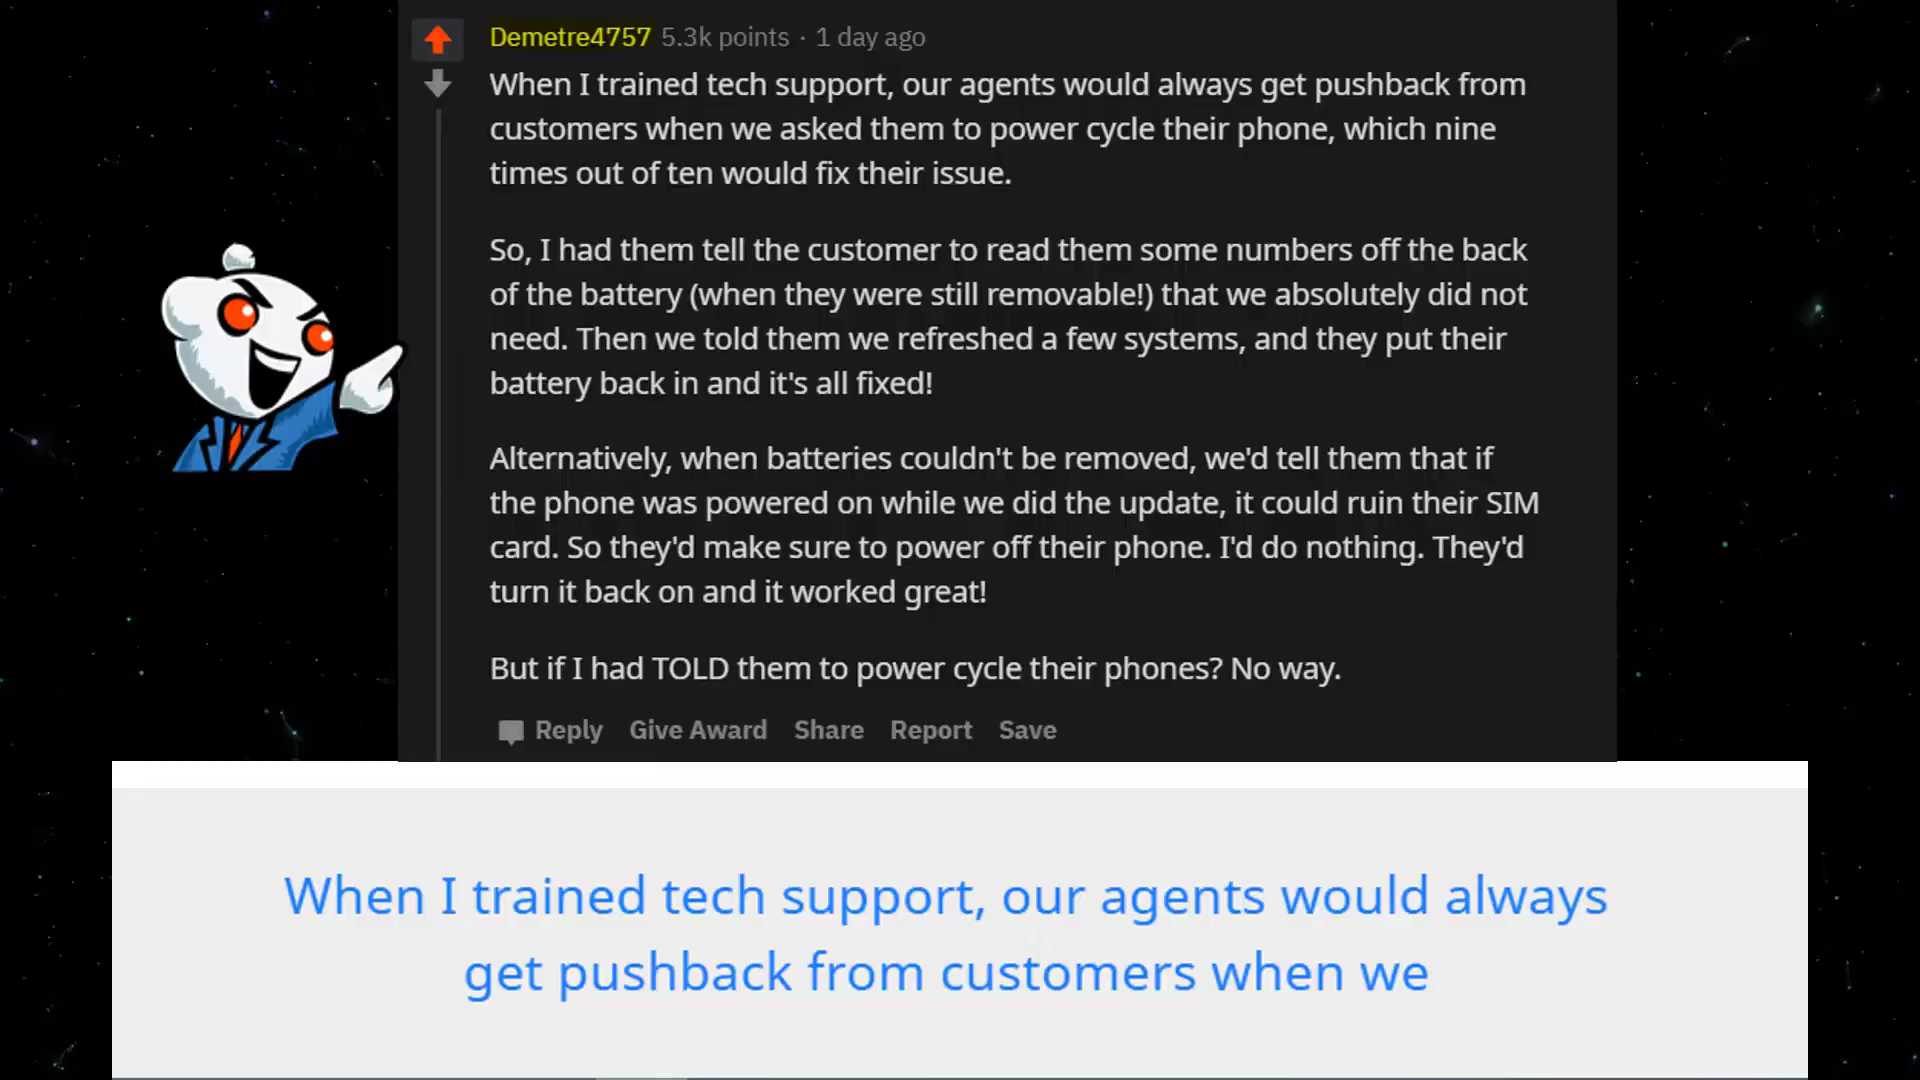 Demetre4757 5.3k points · 1 day ago
When I trained tech support, our agents would always get pushback from
customers when we asked them to power cycle their phone, which nine
times out of ten would fix their issue.
So, I had them tell the customer to read them some numbers off the back
of the battery (when they were still removable!) that we absolutely did not
need. Then we told them we refreshed a few systems, and they put their
battery back in and it's all fixed!
Alternatively, when batteries couldn't be removed, we'd tell them that if
the phone was powered on while we did the update, it could ruin their SIM
card. So they'd make sure to power off their phone. I'd do nothing. They'd
turn it back on and it worked great!
But if I had TOLD them to power cycle their phones? No way.
Reply Give Award Share Report Save
When I trained tech support, our agents would always
get pushback from customers when we